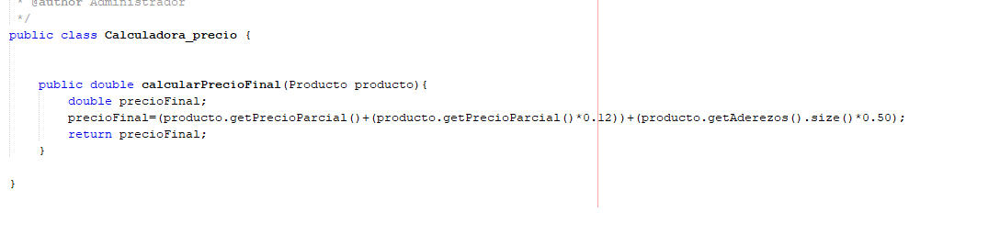 * @author Administrador
*/
public class Calculadora_precio {
public double calcularPrecioFinal(Producto producto){
double precioFinal;
precioFinal=(producto.getPrecioParcial()+(producto.getPrecioParcial()*0.12))+(producto.getAderezos().size()*0.50);
return precioFinal;
}
}